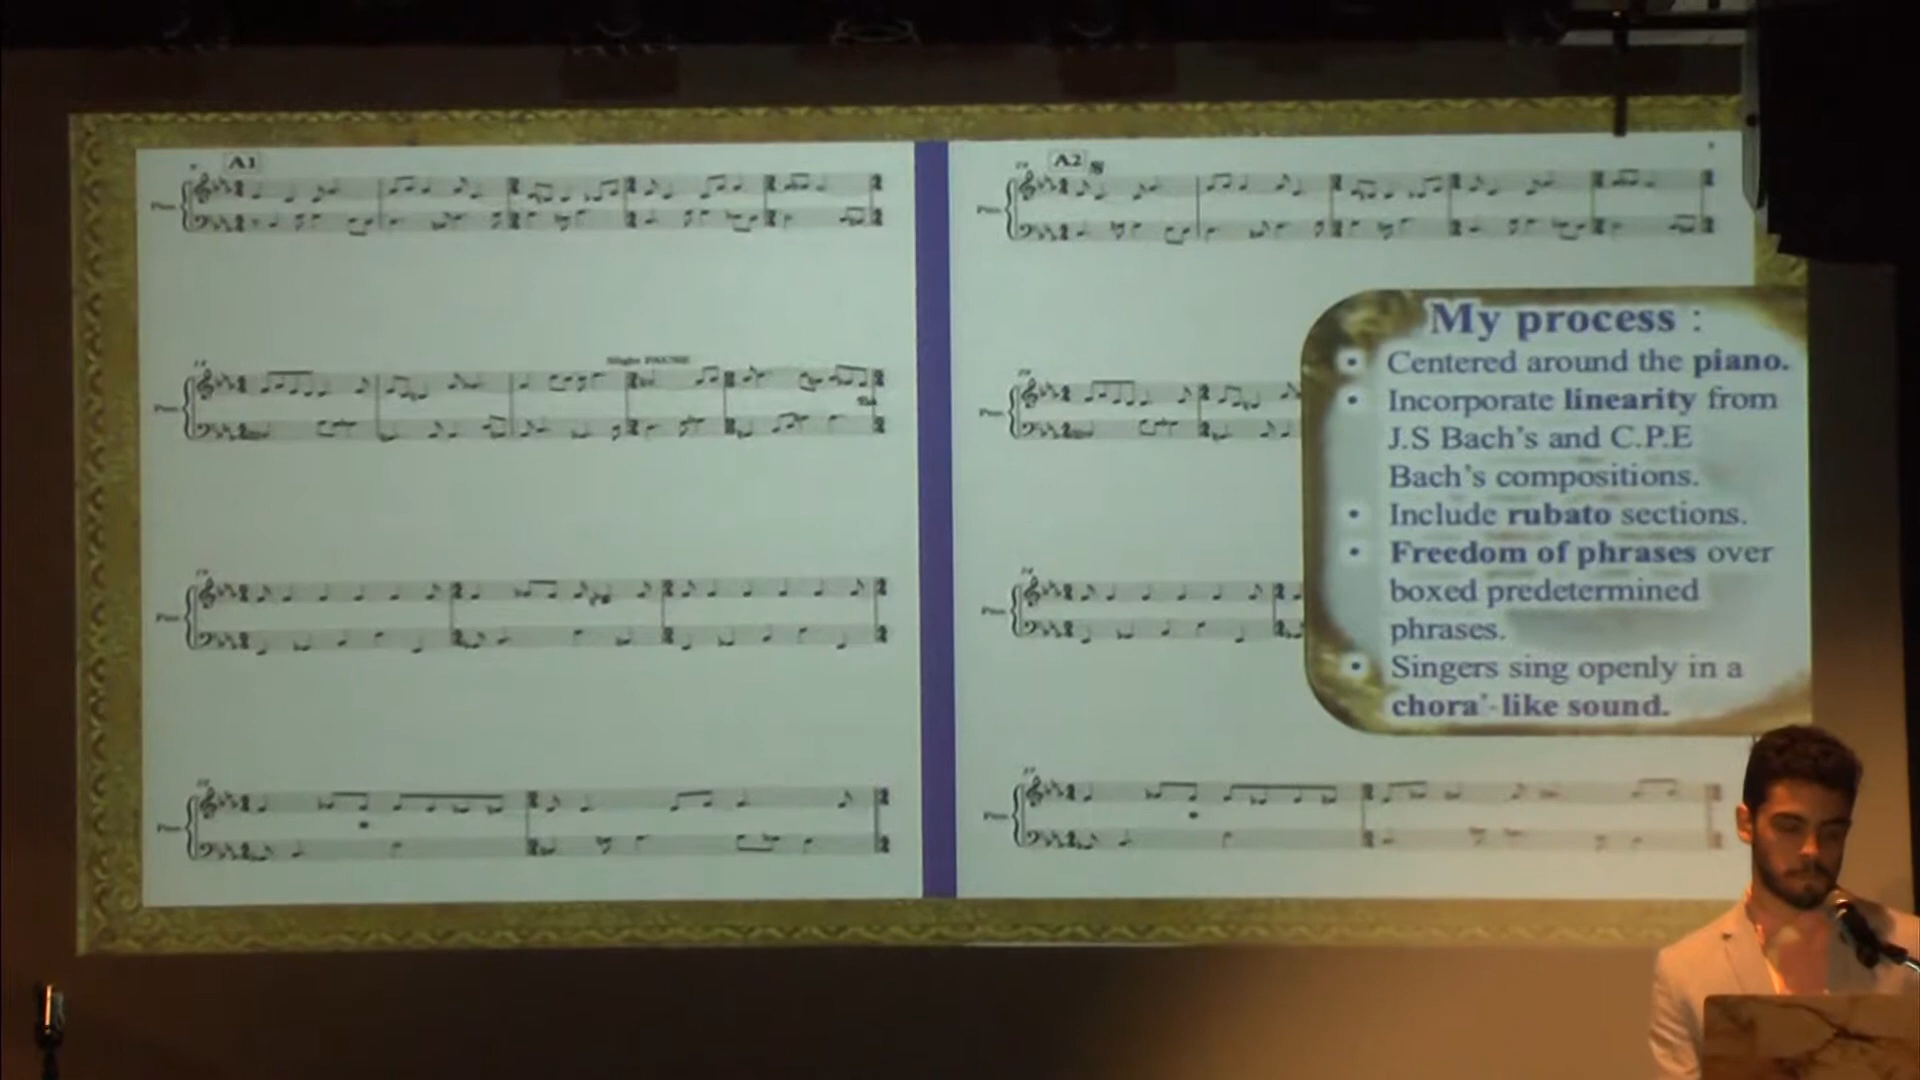 A1
A2
My process :
• Centered around the piano.
• Incorporate linearity from
J.S Bach's and C.P.E
Bach's compositions.
• Include rubato sections.
• Freedom of phrases over
boxed predetermined
phrases.
• Singers sing openly in a
chora'-like sound.